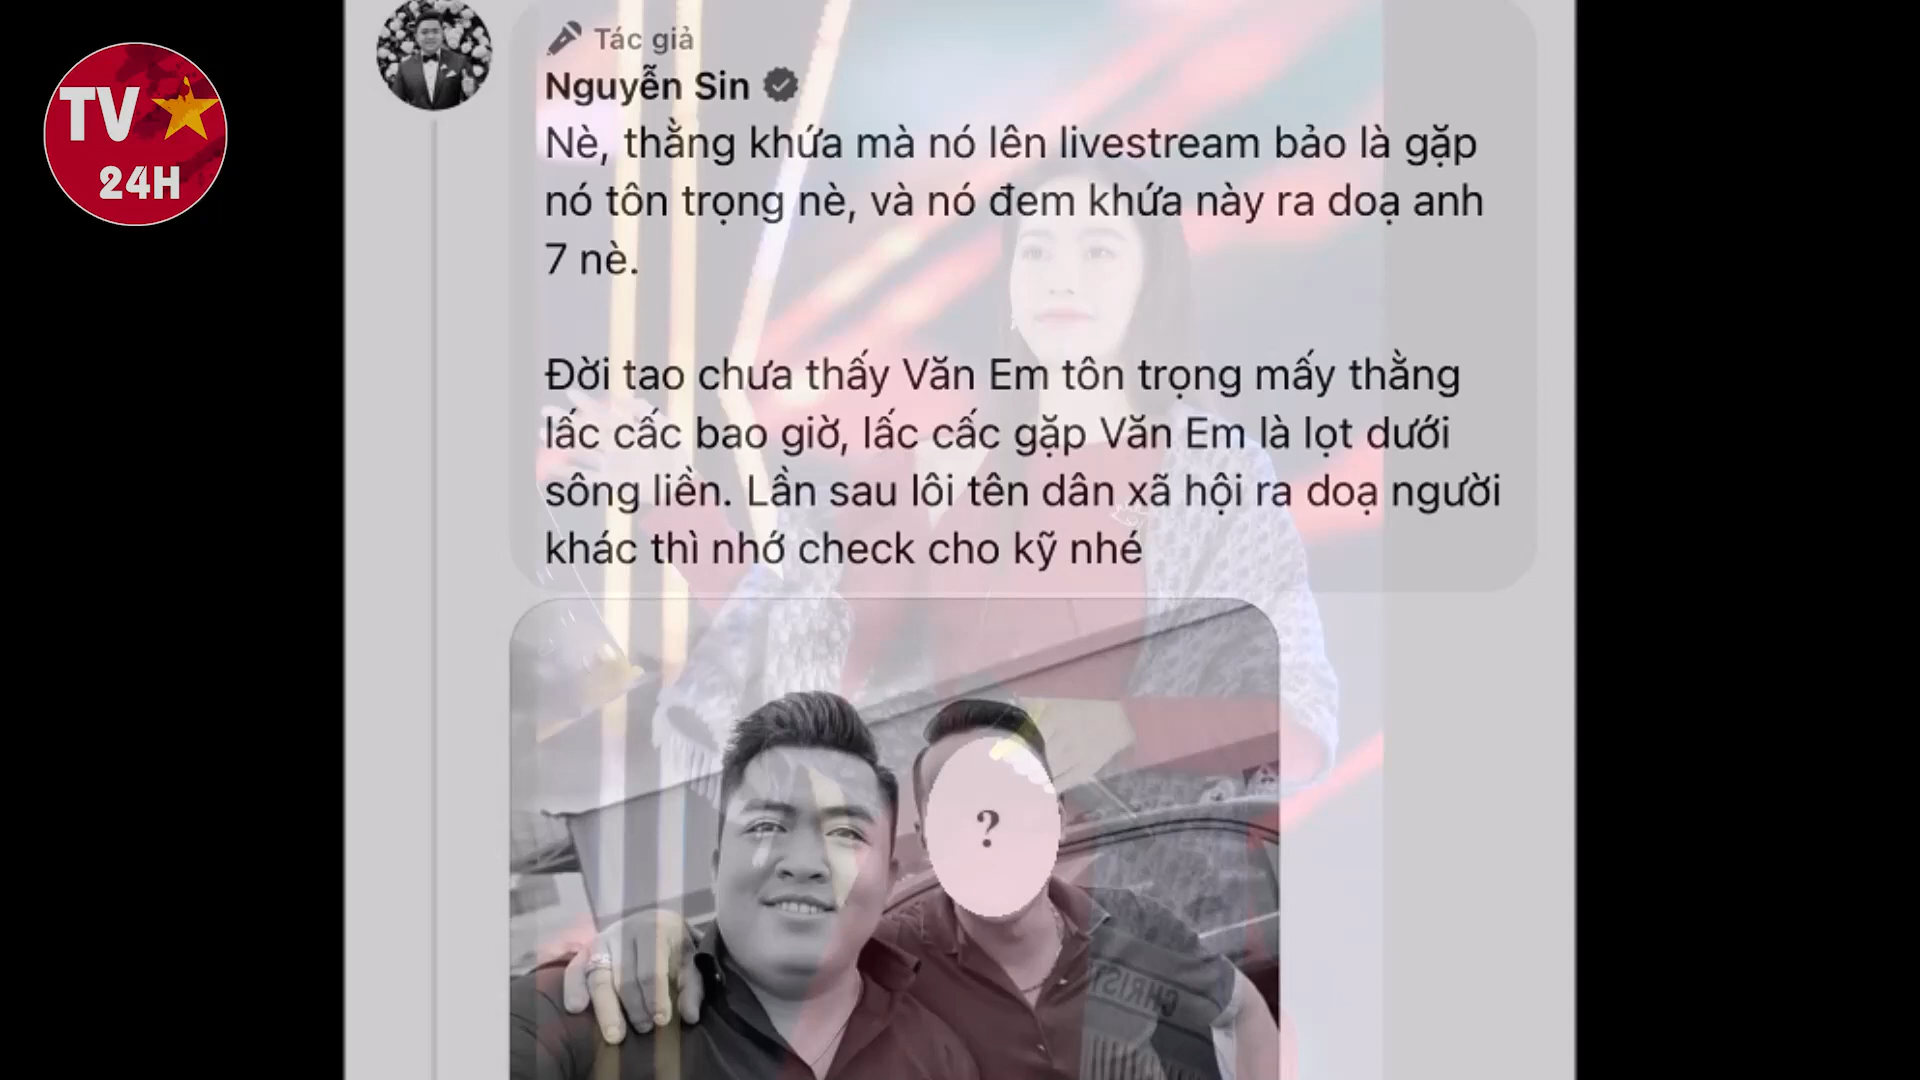 TV
24H
Tác giả
Nguyễn Sin
Nè, thằng khứa mà nó lên livestream bảo là gặp
nó tôn trọng nè, và nó đem khứa này ra doạ anh
7 nè.
Đời tao chưa thấy Văn Em tôn trọng mấy thằng
lấc cấc bao giờ, lấc cấc gặp Văn Em là lọt dưới
sông liền. Lần sau lôi tên dân xã hội ra doạ người
khác thì nhớ check cho kỹ nhé
?